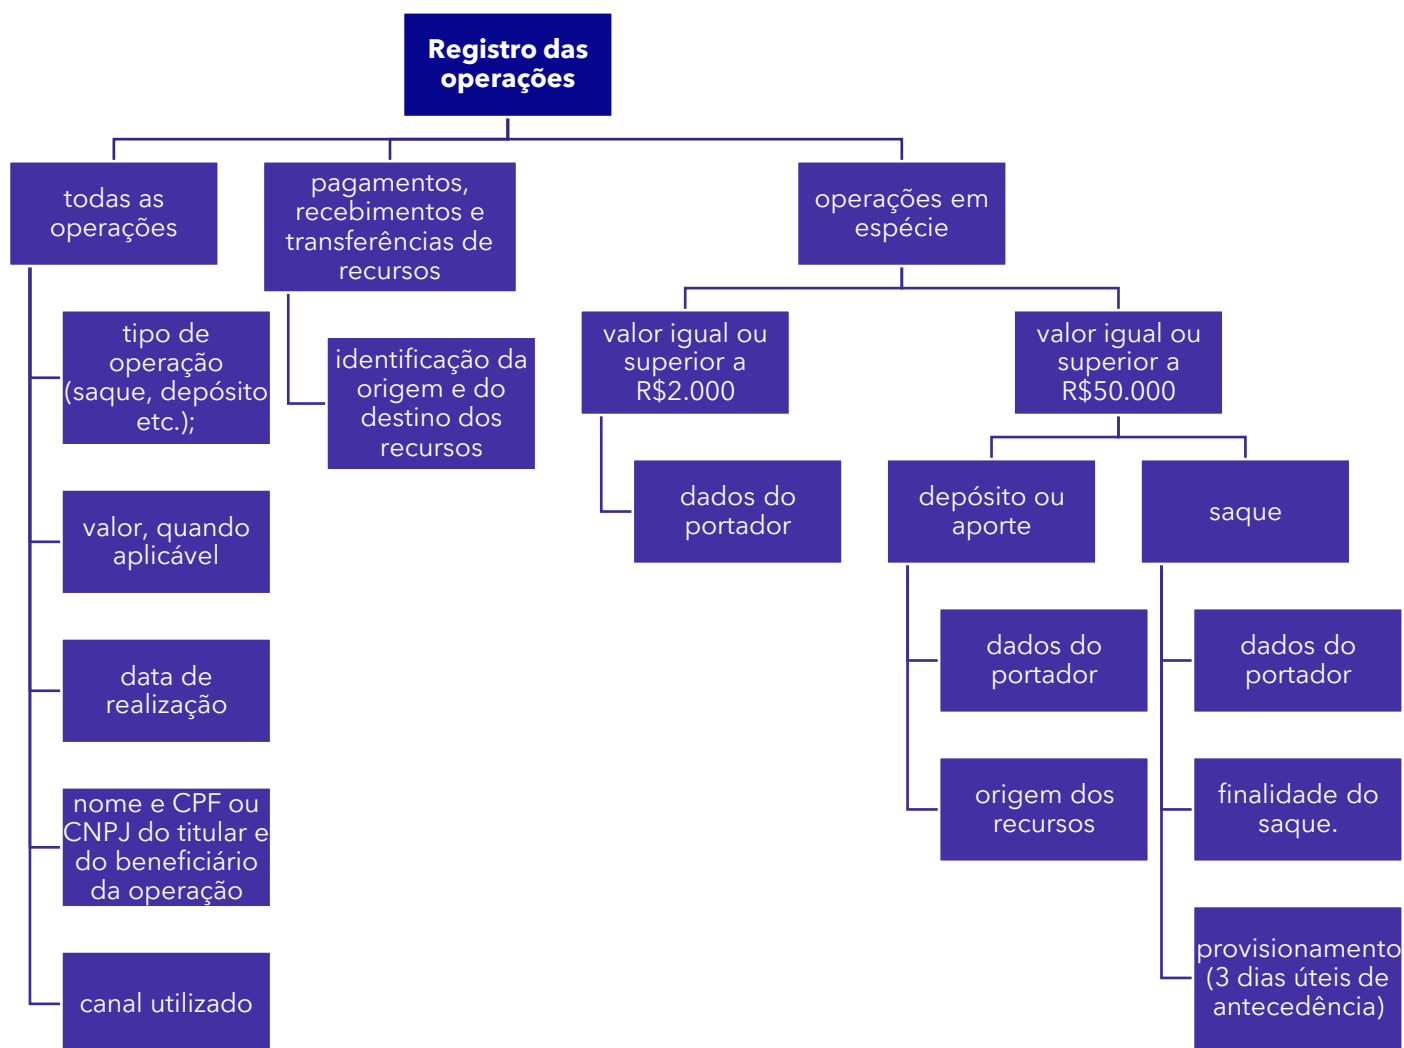 Registro das
operações
todas as
operações
tipo de
operação
(saque, depósito
etc.);
valor, quando
aplicável
data de
realização
nome e CPF ou
CNPJ do titular e
do beneficiário
da operação
canal utilizado
pagamentos,
recebimentos e
transferências de
recursos
identificação da
origem e do
destino dos
recursos
operações em
espécie
valor igual ou
superior a
R$2.000
dados do
portador
valor igual ou
superior a
R$50.000
depósito ou
aporte
dados do
portador
origem dos
recursos
saque
dados do
portador
finalidade do
saque.
provisionamento
(3 dias úteis de
antecedência)